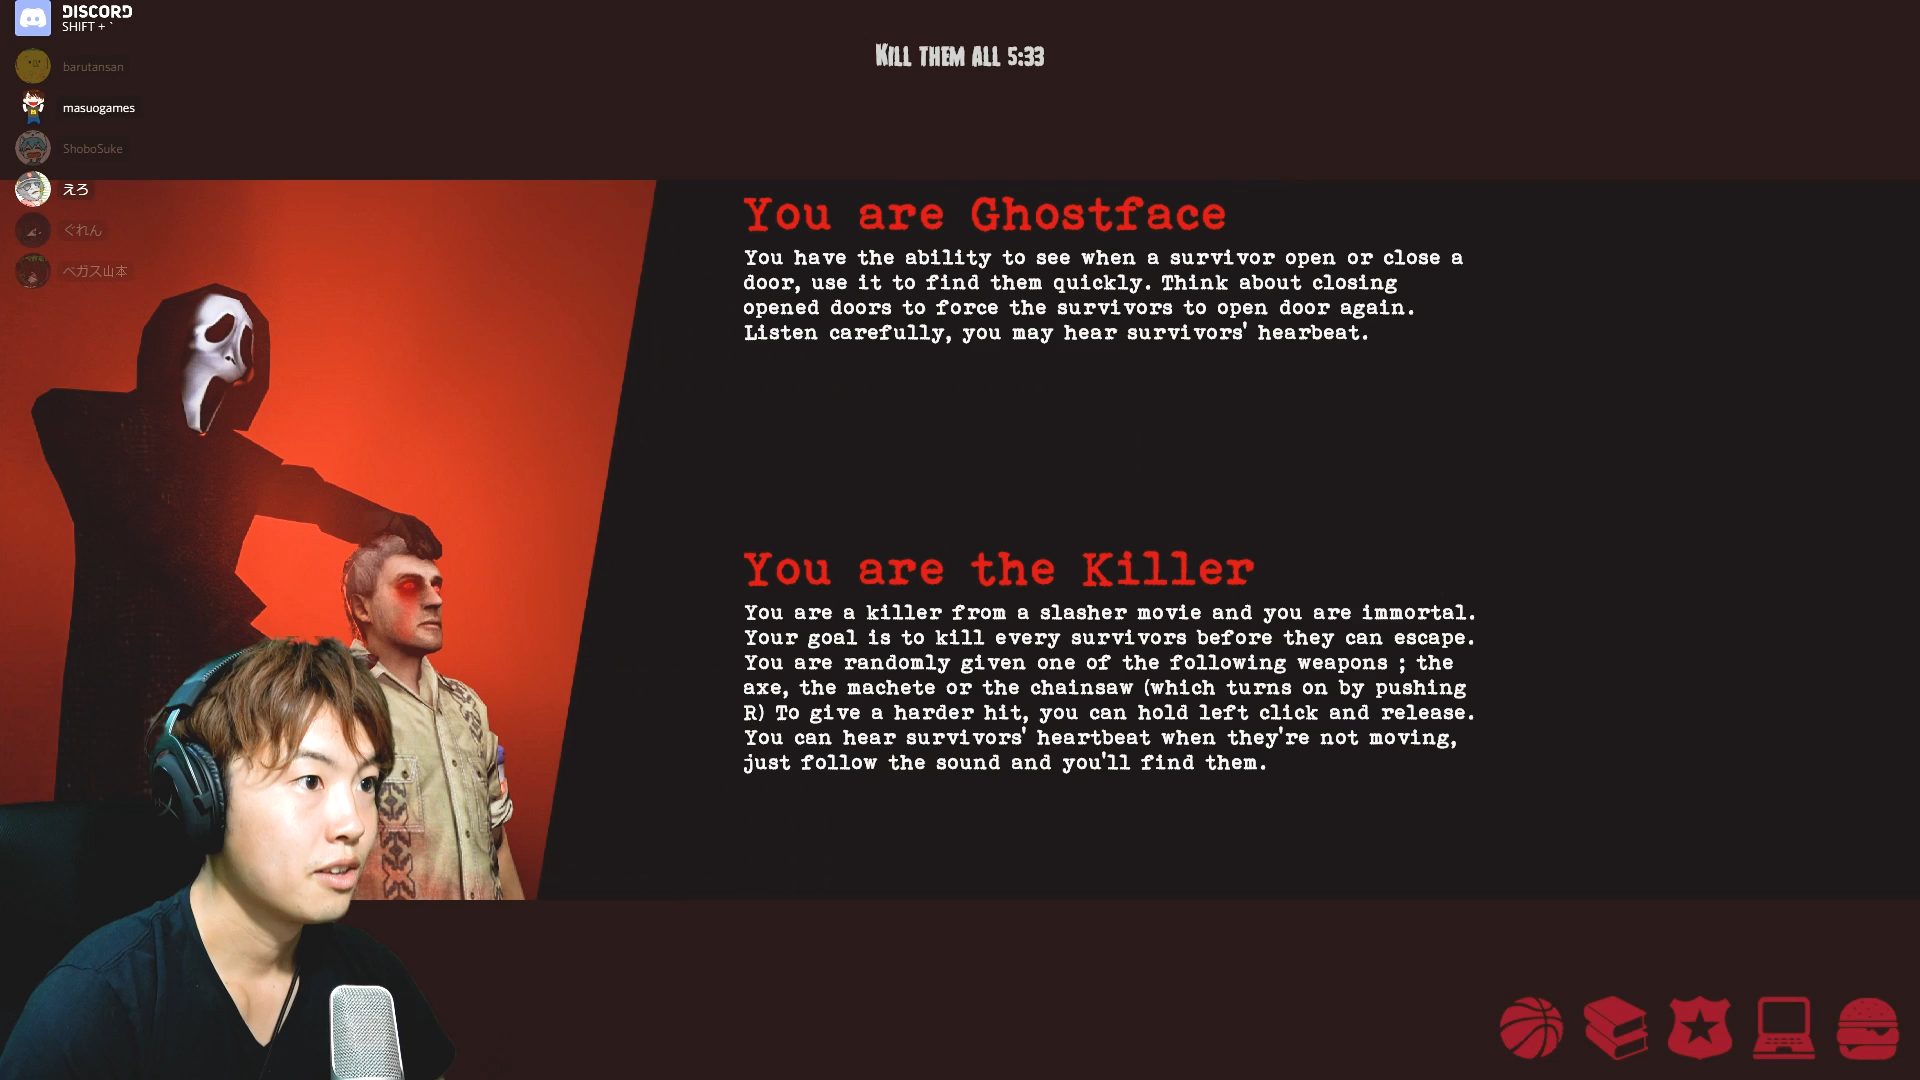 DISCORD
SHIFT + `
barutansan
masuogames
ShoboSuke
えろ
ぐれん
ベガス山本
KILL THEM ALL 5:33
You are Ghostface
You have the ability to see when a survivor open or close a
door, use it to find them quickly. Think about closing
opened doors to force the survivors to open door again.
Listen carefully, you may hear survivors' hearbeat.
You are the Killer
You are a killer from a slasher movie and you are immortal.
Your goal is to kill every survivors before they can escape.
You are randomly given one of the following weapons ; the
axe, the machete or the chainsaw (which turns on by pushing
R) To give a harder hit, you can hold left click and release.
You can hear survivors' heartbeat when they're not moving,
just follow the sound and you'll find them.